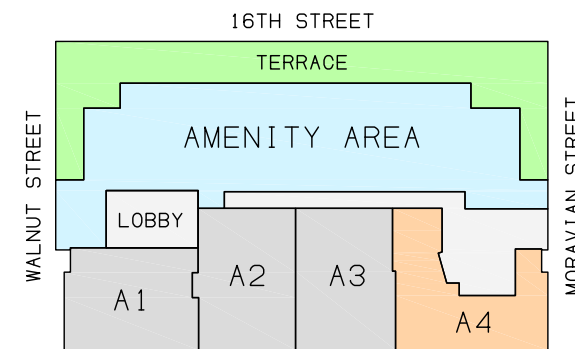 16TH STREET
TERRACE
WALNUT STREET
AMENITY AREA
MORAVIAN STREET
LOBBY
A1
A2
A3
A4